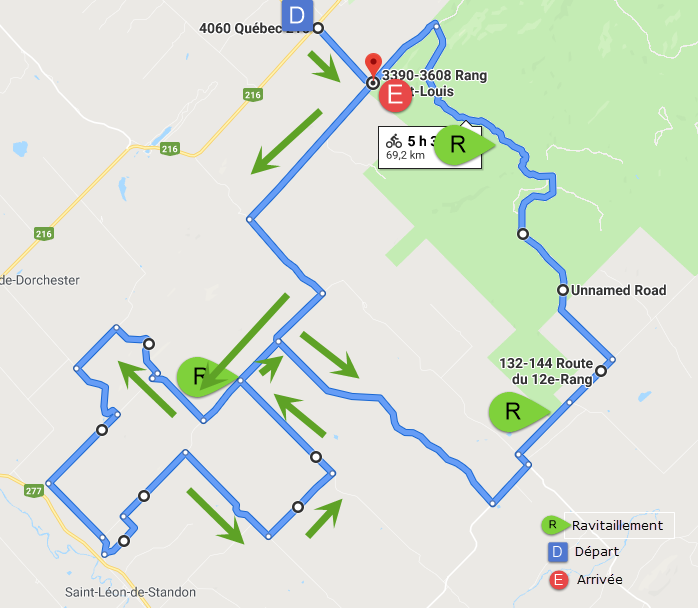 D
4060 Québec
3390-3608 Rang
t-Louis
E
216
5 h 3
69,2 km
R
216
216
de-Dorchester
Unnamed Road
132-144 Route
du 12e-Rang
R
R
277
R Ravitaillement
D Départ
E Arrivée
Saint-Léon-de-Standon